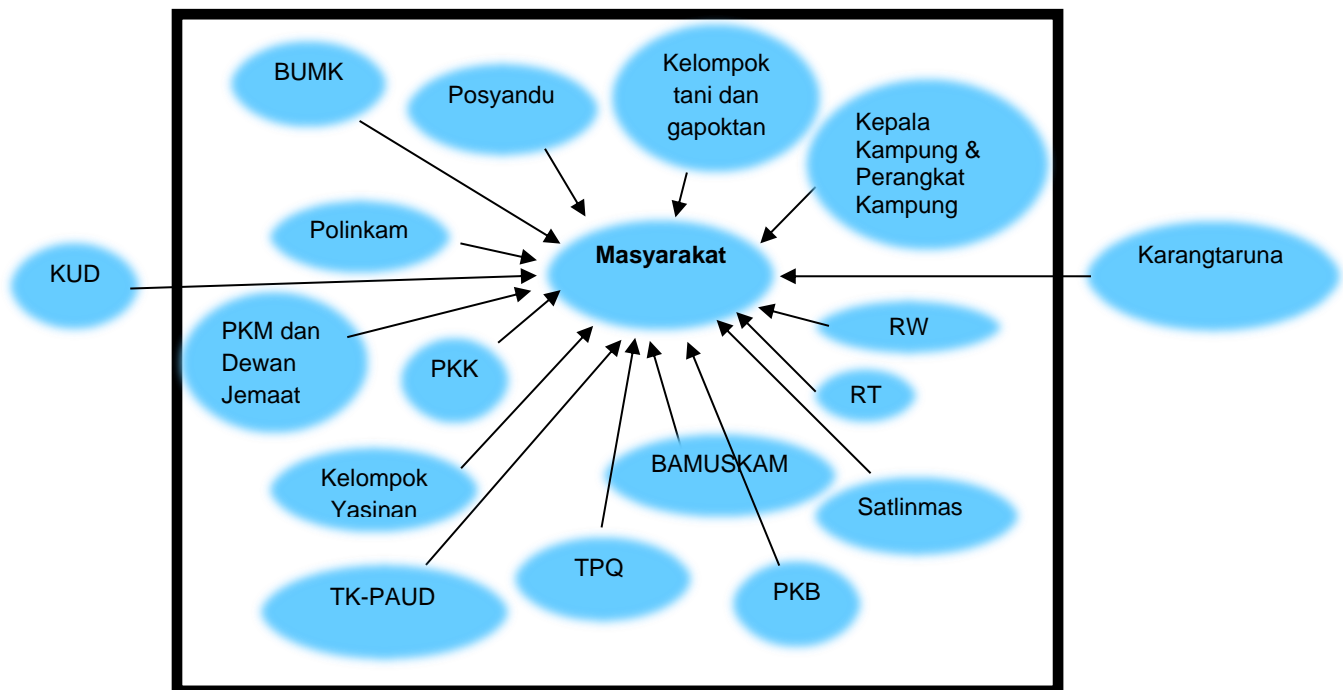 BUMK
Posyandu
Kelompok
tani dan
gapoktan
Kepala
Kampung &
Perangkat
Kampung
Polinkam
Masyarakat
KUD
Karangtaruna
PKM dan
Dewan
Jemaat
PKK
RW
RT
Kelompok
Yasinan
BAMUSKAM
Satlinmas
TK-PAUD
TPQ
PKB